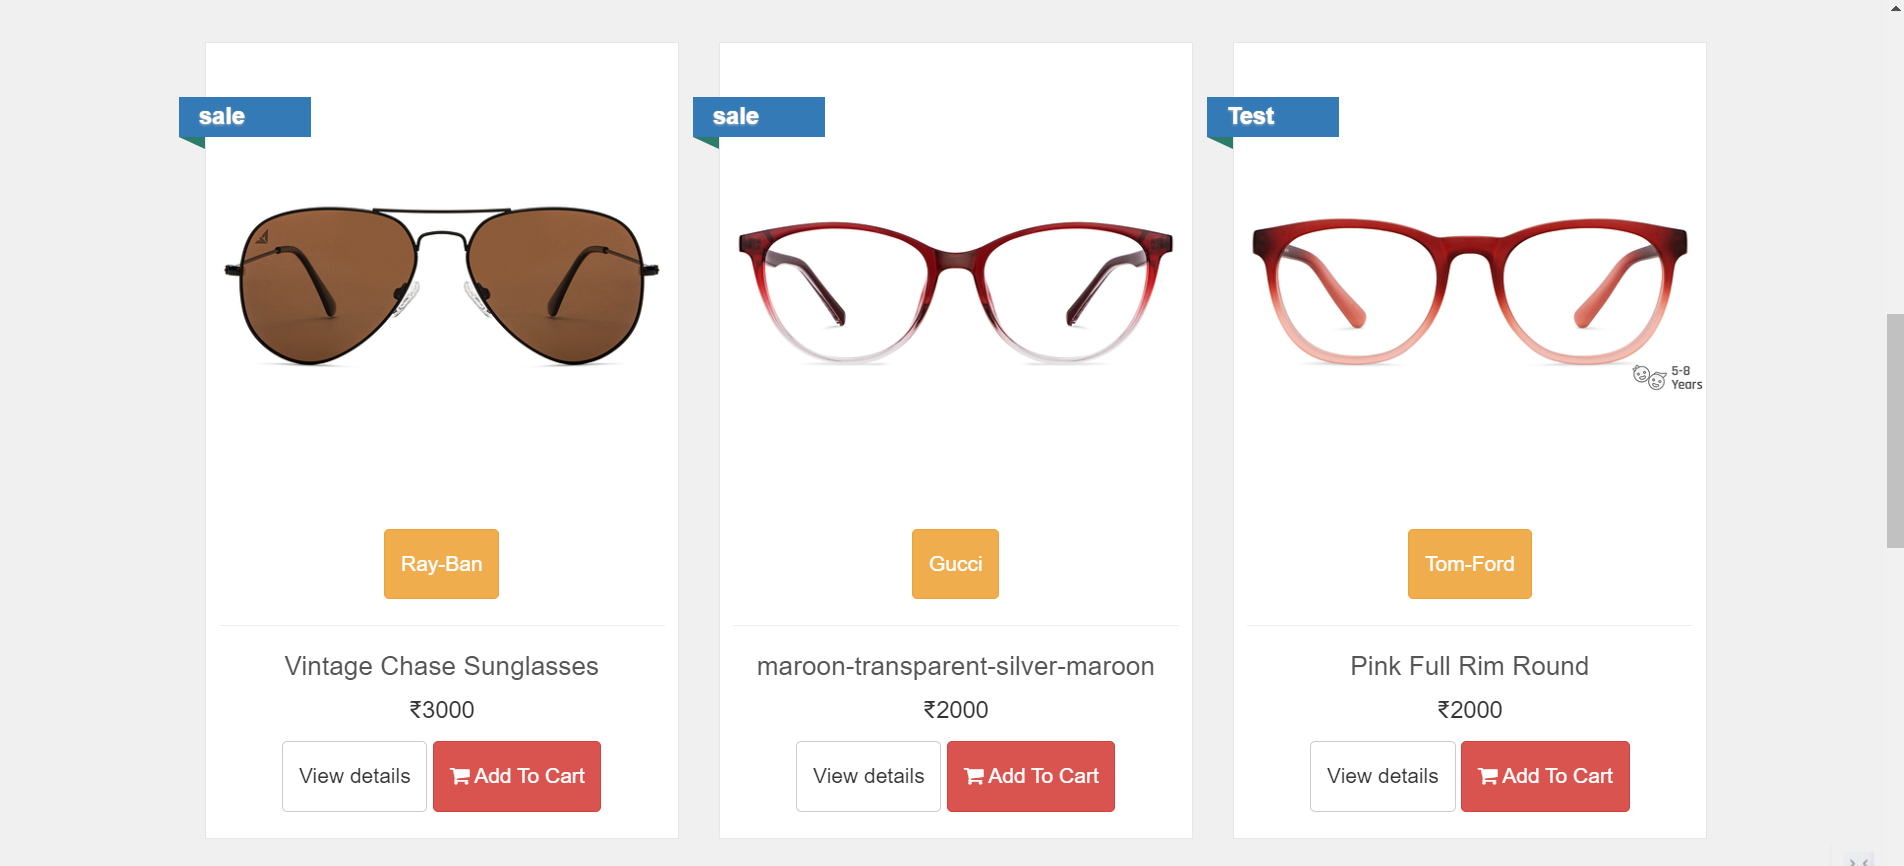 sale
sale
Test
5-8
Years
Ray-Ban
Gucci
Tom-Ford
Vintage Chase Sunglasses
maroon-transparent-silver-maroon
Pink Full Rim Round
₹3000
₹2000
₹2000
View details
Add To Cart
View details
Add To Cart
View details
Add To Cart